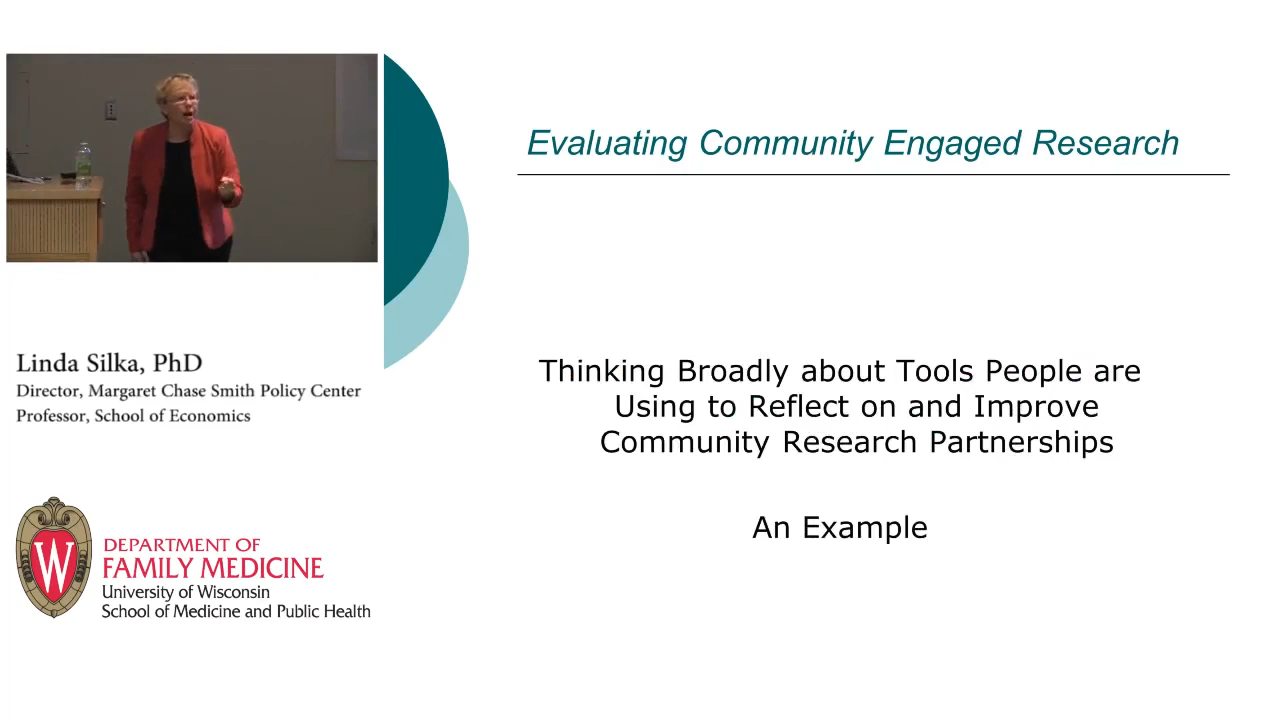 Evaluating Community Engaged Research
Thinking Broadly about Tools People are
Using to Reflect on and Improve
Community Research Partnerships
An Example
Linda Silka, PhD
Director, Margaret Chase Smith Policy Center
Professor, School of Economics
W
DEPARTMENT OF
FAMILY MEDICINE
University of Wisconsin
School of Medicine and Public Health